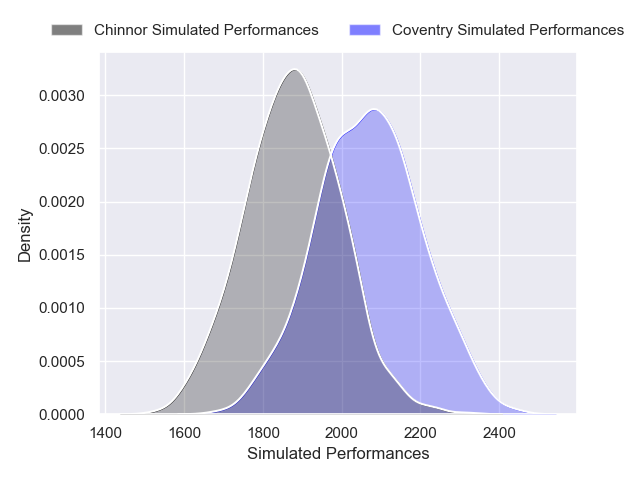 Chinnor Simulated Performances Coventry Simulated Performances
0.0030
0.0025
0.0020
0.0015
0.0010
0.0005
0.0000
Density
1400 1600 1800 2000 2200 2400
Simulated Performances